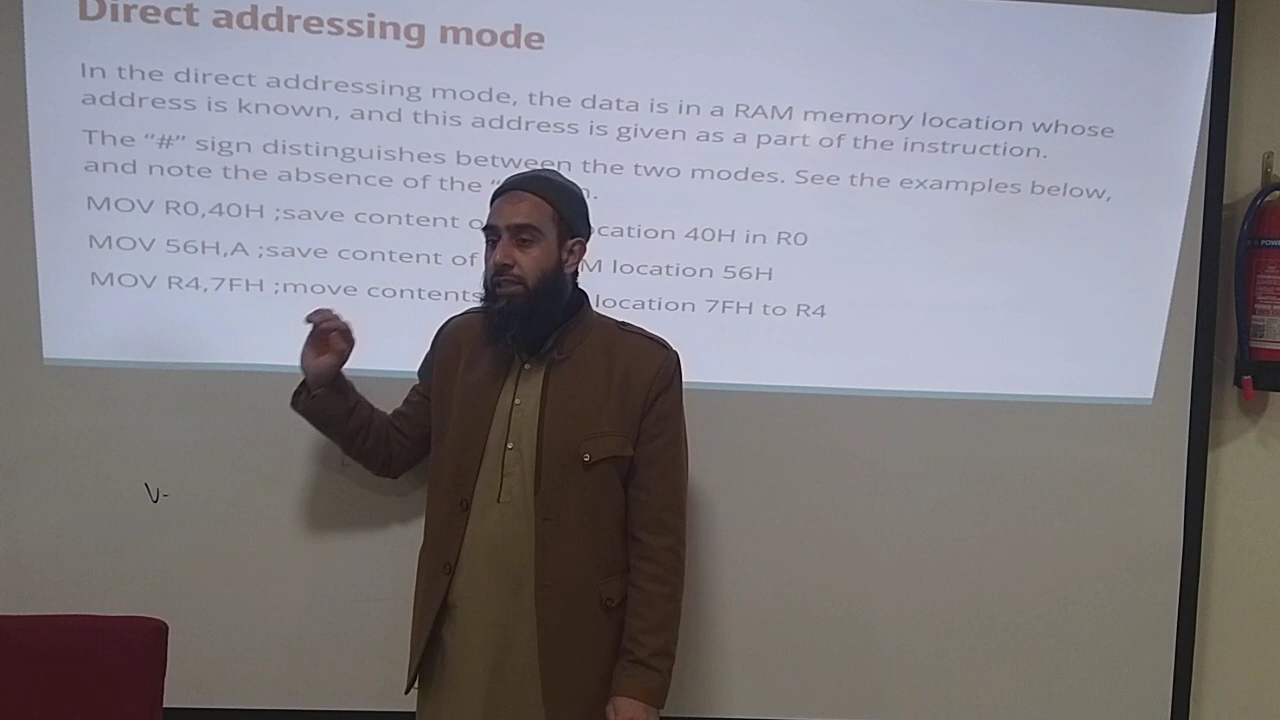 Direct addressing mode
In the direct addressing mode, the data is in a RAM memory location whose
address is known, and this address is given as a part of the instruction.
The “#” sign distinguishes between the two modes. See the examples below,
and note the absence of the “
MOV R0,40H ;save content 40H in R0
MOV 56H,A ;save content of location 56H
MOV R4,7FH ;move contents location 7FH to R4
V-